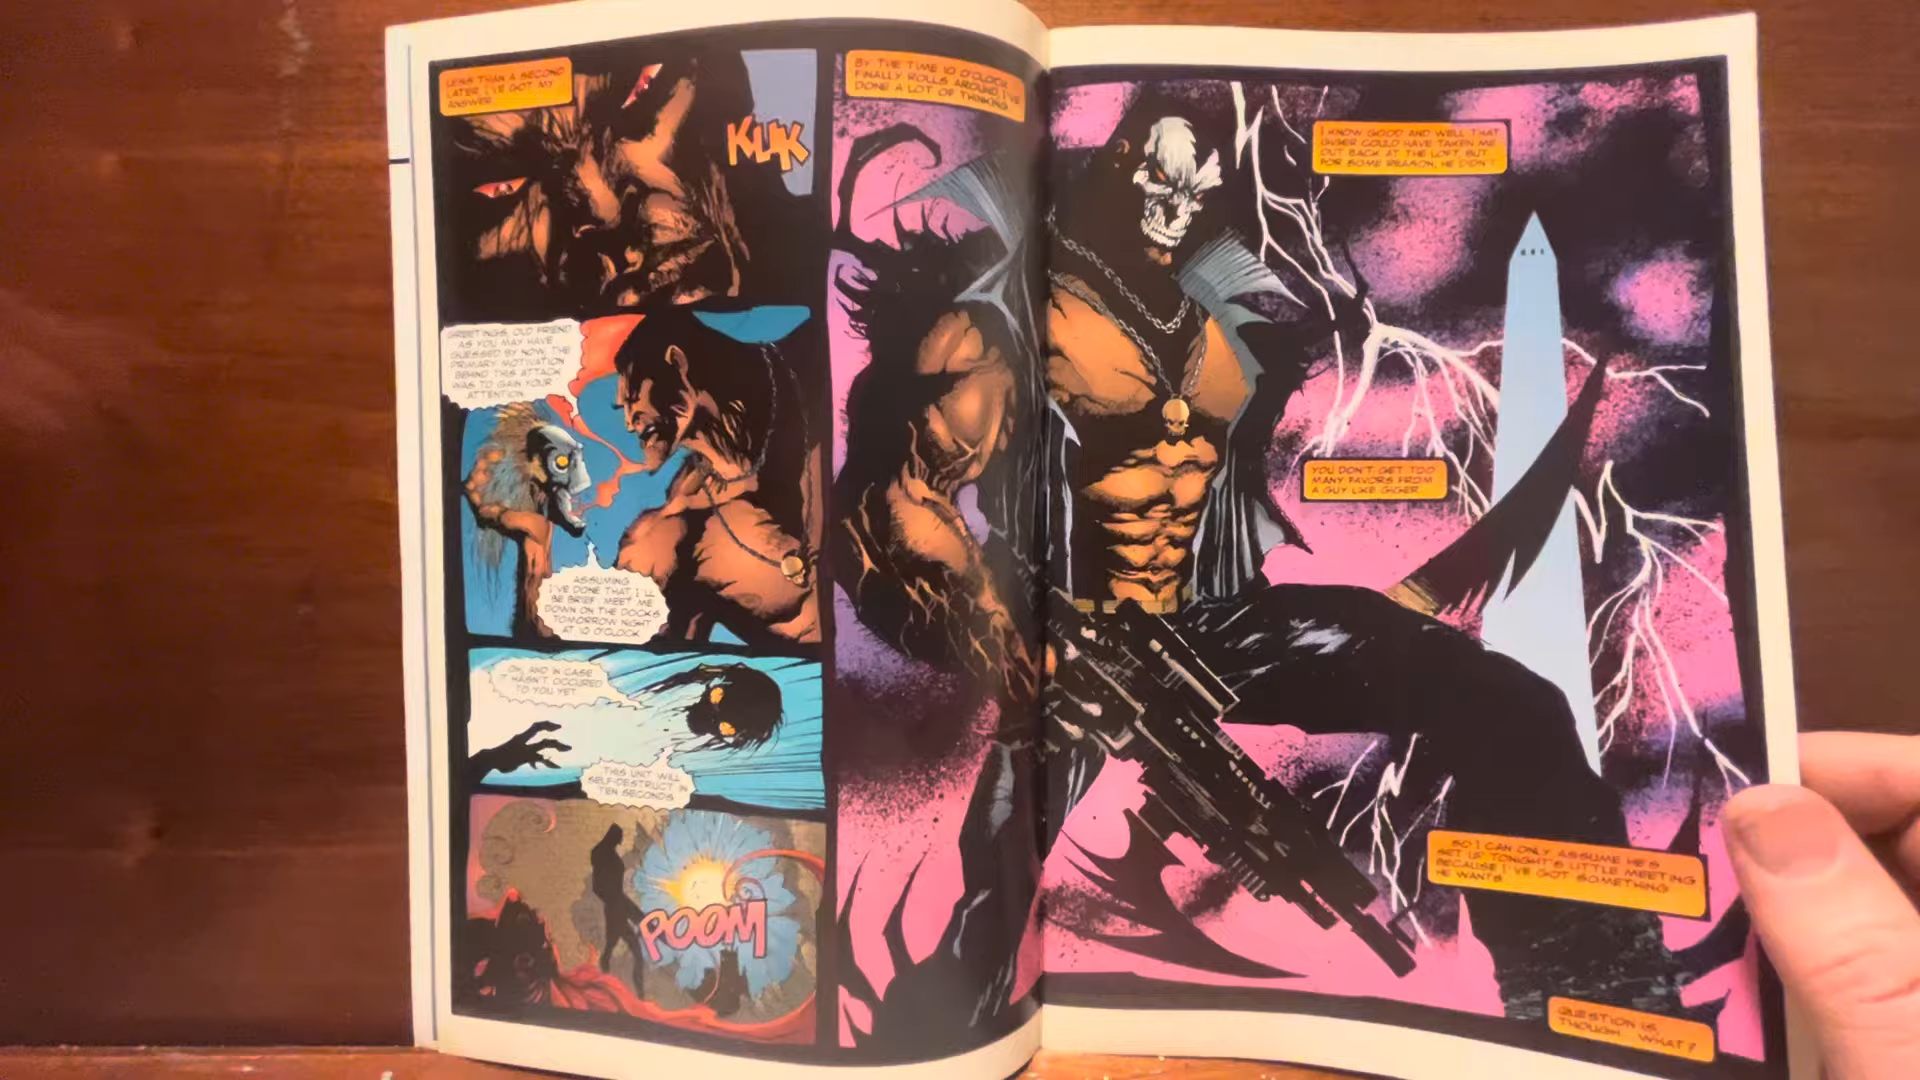 LESS THAN A SECOND
LATER, I'VE GOT MY
ANSWER.
KLIK
GREETINGS, OLD FRIEND.
AS YOU MAY HAVE
GUESSED BY NOW, THE
PRIMARY MOTIVATION
BEHIND THIS ATTACK
WAS TO GAIN YOUR
ATTENTION.
ASSUMING
I'VE DONE THAT, I'LL
BE BRIEF. MEET ME
DOWN ON THE DOCKS
TOMORROW NIGHT
AT 10 O'CLOCK.
OH, AND IN CASE
IT HASN'T OCCURED
TO YOU YET
THIS UNIT WILL
SELF-DESTRUCT IN
TEN SECONDS
POOM
BY THE TIME 10 O'CLOCK
FINALLY ROLLS AROUND, I'VE
DONE A LOT OF THINKING.
I KNOW GOOD AND WELL THAT
GIGER COULD HAVE TAKEN ME
OUT BACK AT THE LOFT, BUT
FOR SOME REASON, HE DIDN'T.
YOU DON'T GET TOO
MANY FAVORS FROM
A GUY LIKE GIGER.
SO I CAN ONLY ASSUME HE'S
SET UP TONIGHT'S LITTLE MEETING
BECAUSE I'VE GOT SOMETHING
HE WANTS.
QUESTION IS,
THOUGH... WHAT?